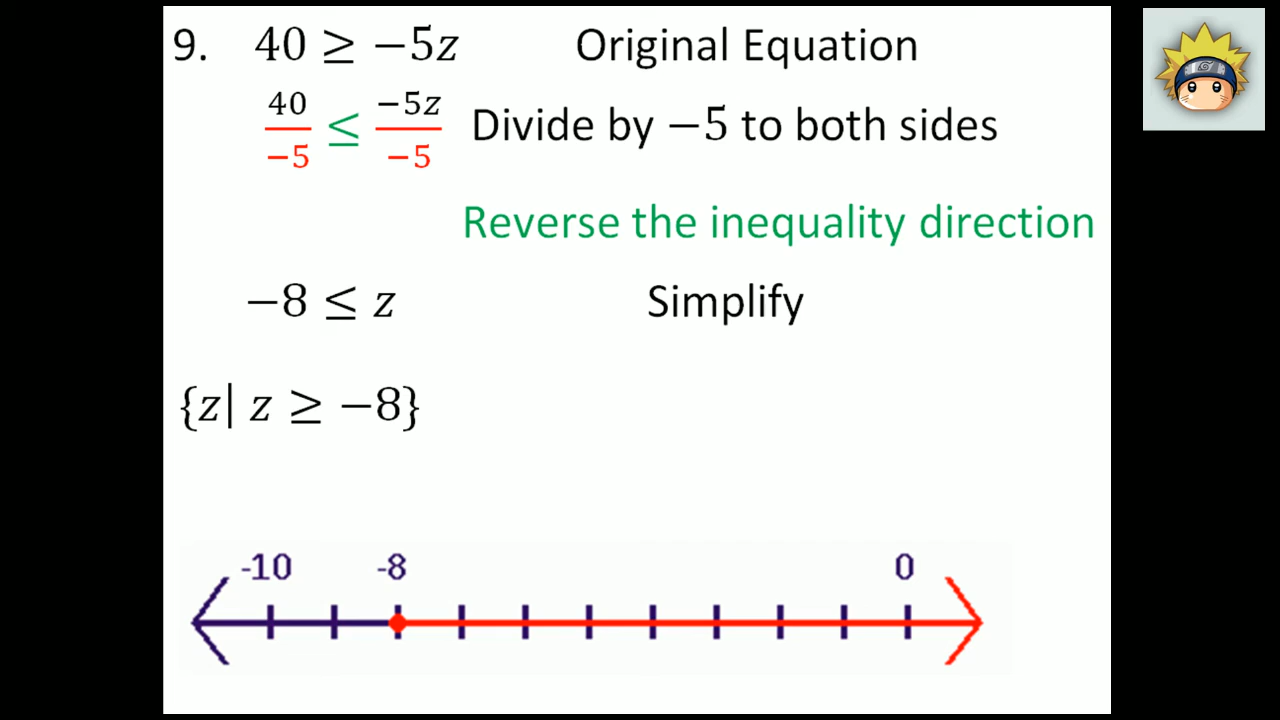 9. 40 ≥ −5z Original Equation
40/−5 ≤ −5z/−5 Divide by −5 to both sides
Reverse the inequality direction
−8 ≤ z Simplify
{z| z ≥ −8}
-10 -8 0